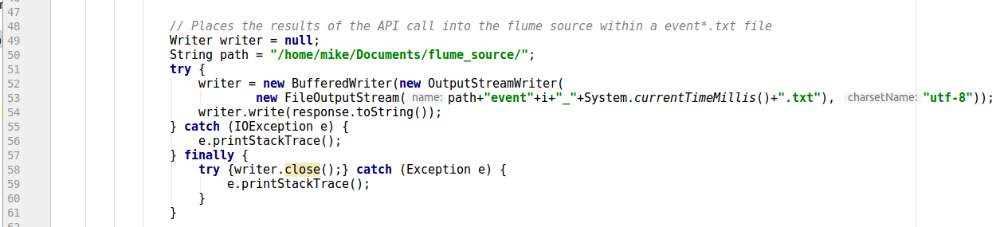 47
48 // Places the results of the API call into the flume source within a event*.txt file
49 Writer writer = null;
50 String path = "/home/mike/Documents/flume_source/";
51 try {
52 writer = new BufferedWriter(new OutputStreamWriter(
53 new FileOutputStream( name: path+"event"+i+"_"+System.currentTimeMillis()+".txt"), charsetName: "utf-8"));
54 writer.write(response.toString());
55 } catch (IOException e) {
56 e.printStackTrace();
57 } finally {
58 try {writer.close();} catch (Exception e) {
59 e.printStackTrace();
60 }
61 }
62